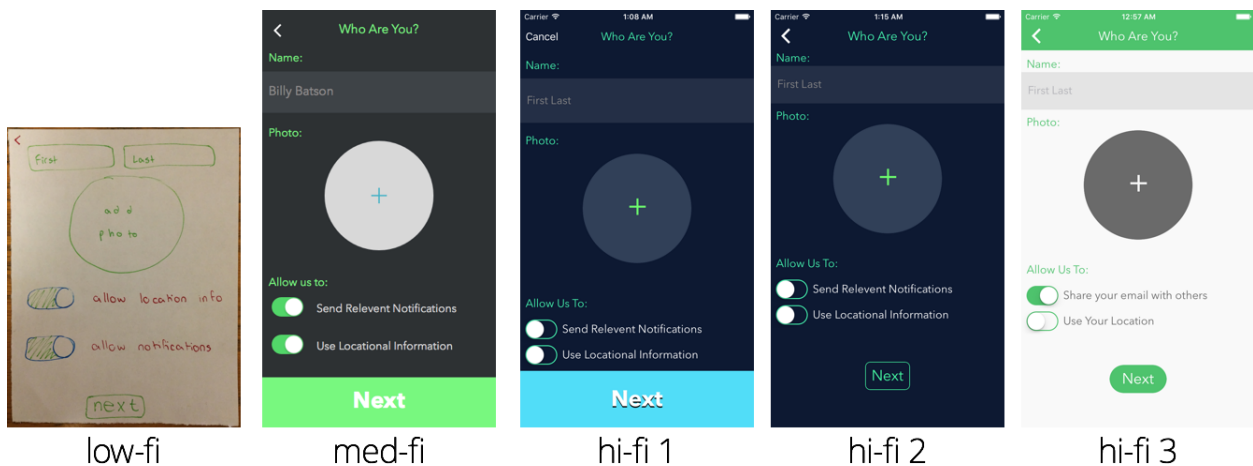 <
First Last
add
photo
allow location info
allow notifications
next
low-fi
Who Are You?
Name:
Billy Batson
Photo:
+
Allow us to:
Send Relevent Notifications
Use Locational Information
Next
med-fi
Carrier 1:08 AM
Cancel Who Are You?
Name:
First Last
Photo:
+
Allow Us To:
Send Relevent Notifications
Use Locational Information
Next
hi-fi 1
Carrier 1:15 AM
Who Are You?
Name:
First Last
Photo:
+
Allow Us To:
Send Relevent Notifications
Use Locational Information
Next
hi-fi 2
Carrier 12:57 AM
Who Are You?
Name:
First Last
Photo:
+
Allow Us To:
Share your email with others
Use Your Location
Next
hi-fi 3